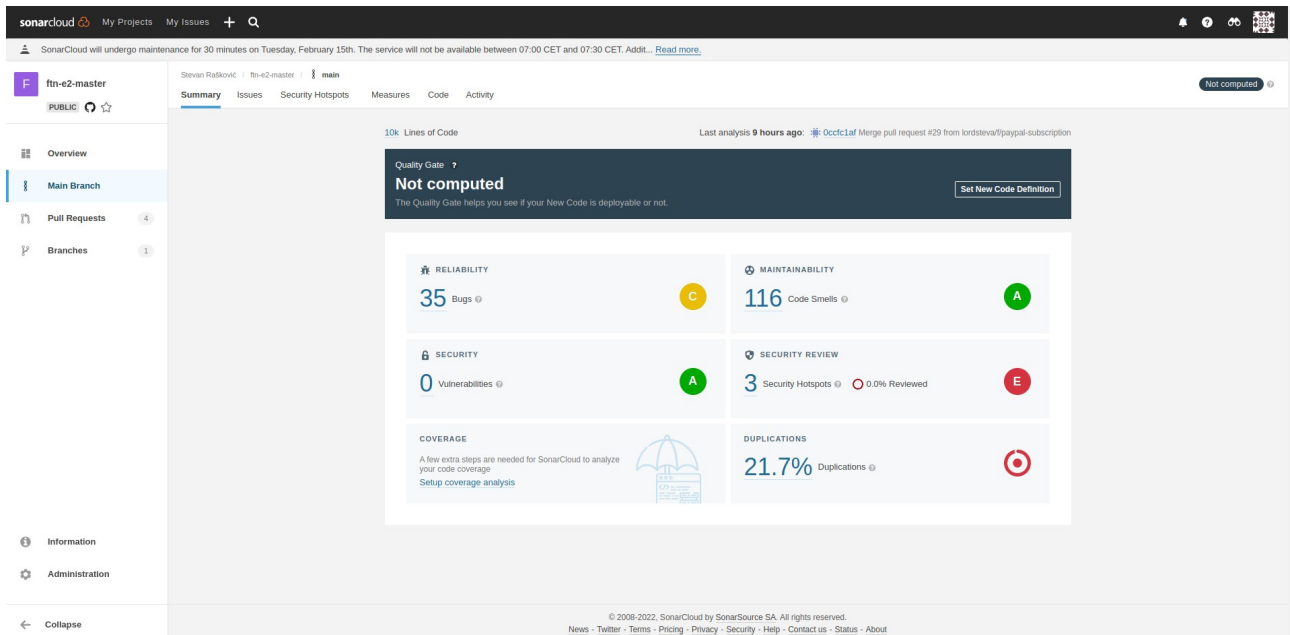 sonarcloud My Projects My Issues
SonarCloud will undergo maintenance for 30 minutes on Tuesday, February 15th. The service will not be available between 07:00 CET and 07:30 CET. Addit... Read more.
F ftn-e2-master
PUBLIC
Overview
Main Branch
Pull Requests 4
Branches 1
Information
Administration
Collapse
Stevan Rašković / ftn-e2-master / main
Not computed
Summary Issues Security Hotspots Measures Code Activity
10k Lines of Code
Last analysis 9 hours ago: 0ccfc1af Merge pull request #29 from lordsteva/f/paypal-subscription
Quality Gate ?
Not computed
The Quality Gate helps you see if your New Code is deployable or not.
Set New Code Definition
RELIABILITY
35 Bugs ? C
MAINTAINABILITY
116 Code Smells ? A
SECURITY
0 Vulnerabilities ? A
SECURITY REVIEW
3 Security Hotspots ? 0.0% Reviewed E
COVERAGE
A few extra steps are needed for SonarCloud to analyze
your code coverage
Setup coverage analysis
DUPLICATIONS
21.7% Duplications ?
© 2008-2022, SonarCloud by SonarSource SA. All rights reserved.
News - Twitter - Terms - Pricing - Privacy - Security - Help - Contact us - Status - About